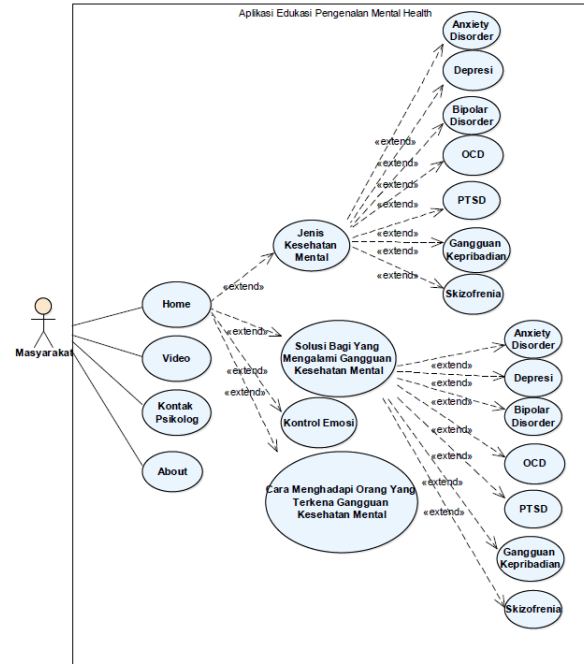 Aplikasi Edukasi Pengenalan Mental Health
Anxiety
Disorder
Depresi
Bipolar
Disorder
OCD
PTSD
Gangguan
Kepribadian
Skizofrenia
«extend»
«extend»
«extend»
«extend»
«extend»
«extend»
«extend»
Jenis
Kesehatan
Mental
«extend»
«extend»
«extend»
«extend»
Masyarakat
Home
Video
Kontak
Psikolog
About
Solusi Bagi Yang
Mengalami Gangguan
Kesehatan Mental
Kontrol Emosi
Cara Menghadapi Orang Yang
Terkena Gangguan
Kesehatan Mental
«extend»
«extend»
«extend»
«extend»
«extend»
«extend»
«extend»
Anxiety
Disorder
Depresi
Bipolar
Disorder
OCD
PTSD
Gangguan
Kepribadian
Skizofrenia